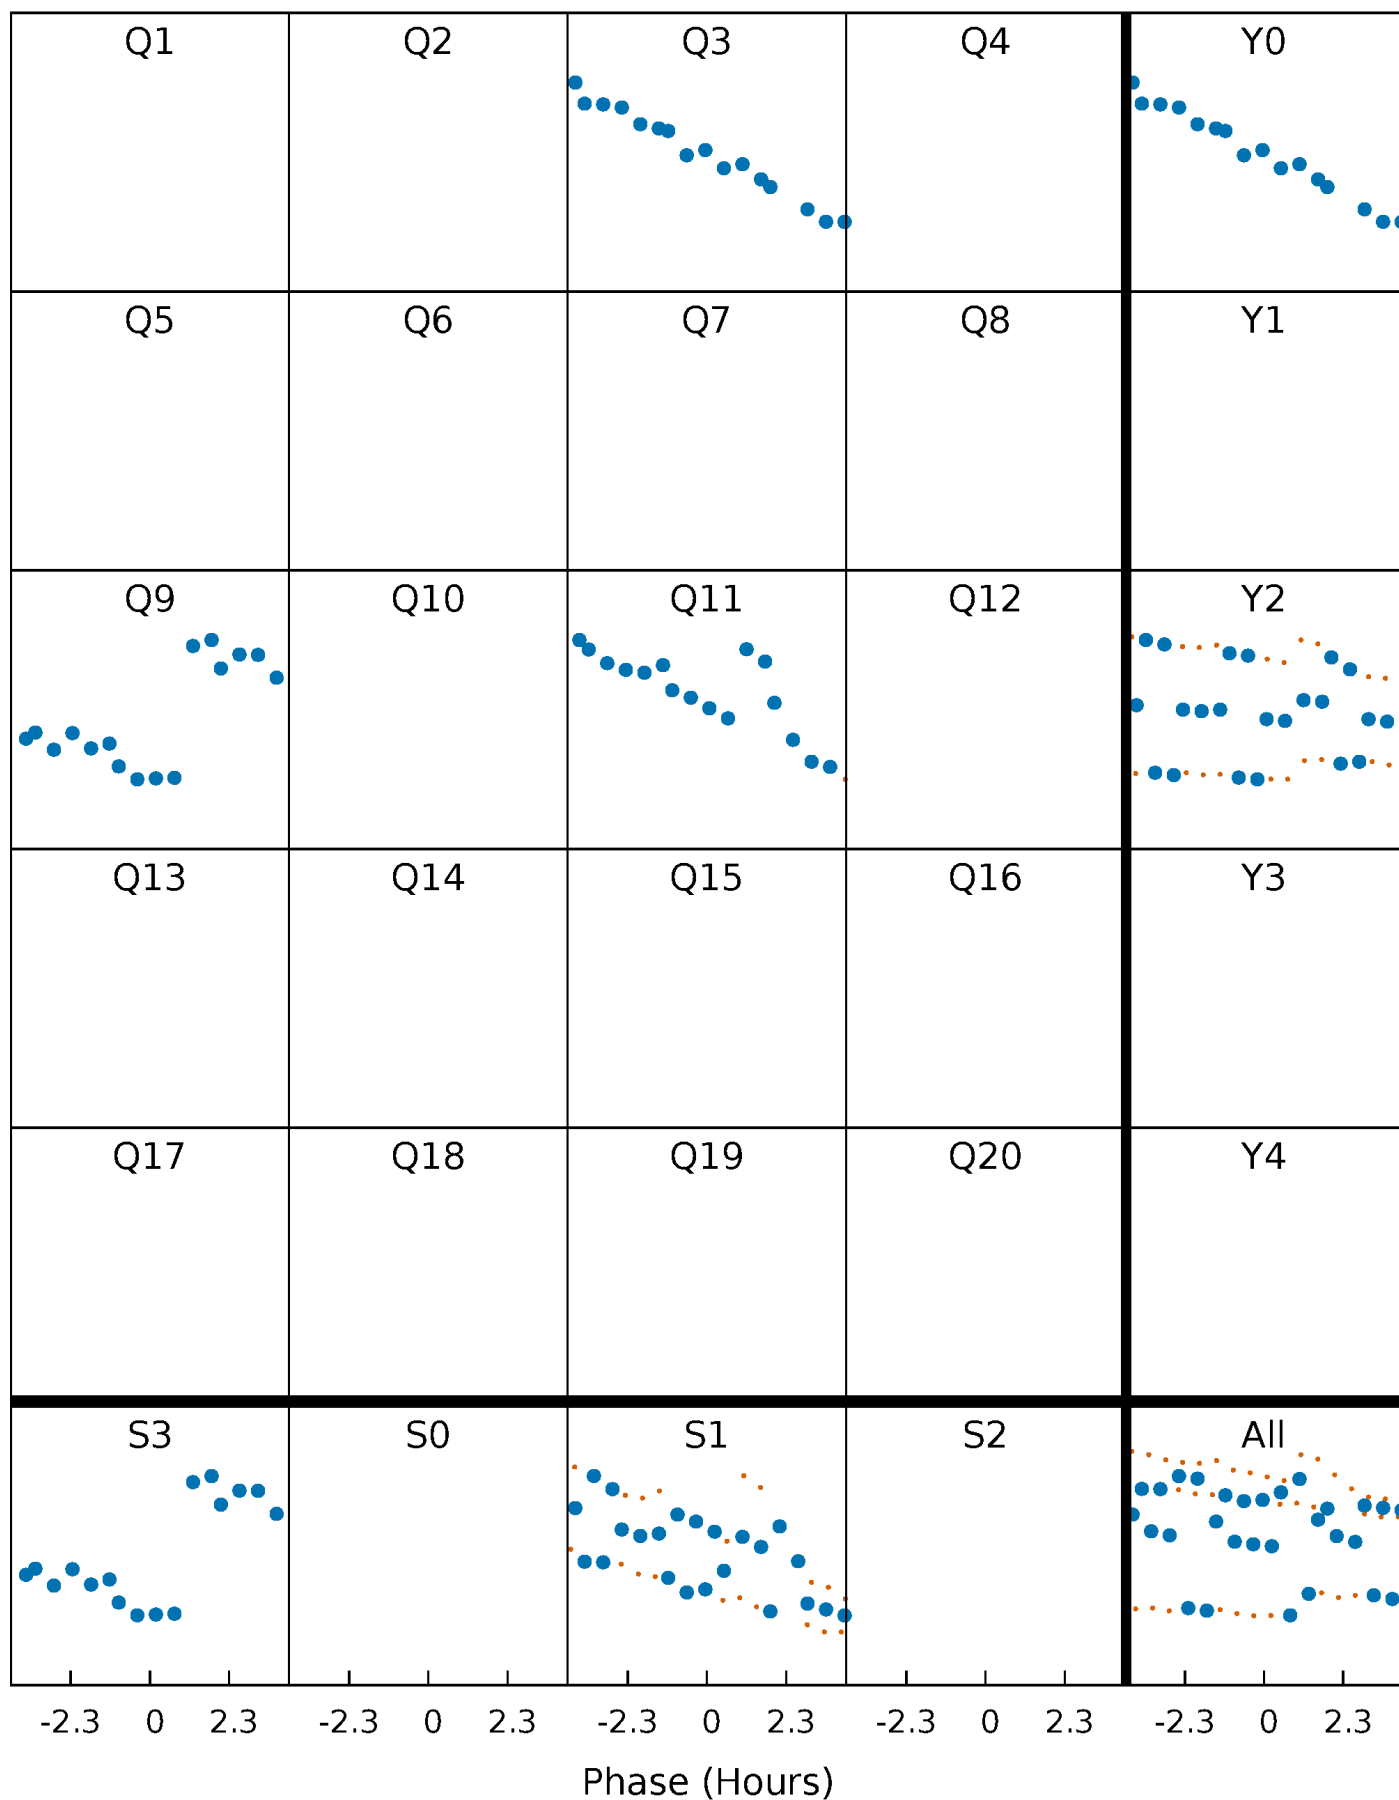 Q1 Q2 Q3 Q4 Y0
Q5 Q6 Q7 Q8 Y1
Q9 Q10 Q11 Q12 Y2
Q13 Q14 Q15 Q16 Y3
Q17 Q18 Q19 Q20 Y4
S3 S0 S1 S2 All
-2.3 0 2.3 -2.3 0 2.3 -2.3 0 2.3 -2.3 0 2.3 -2.3 0 2.3
Phase (Hours)